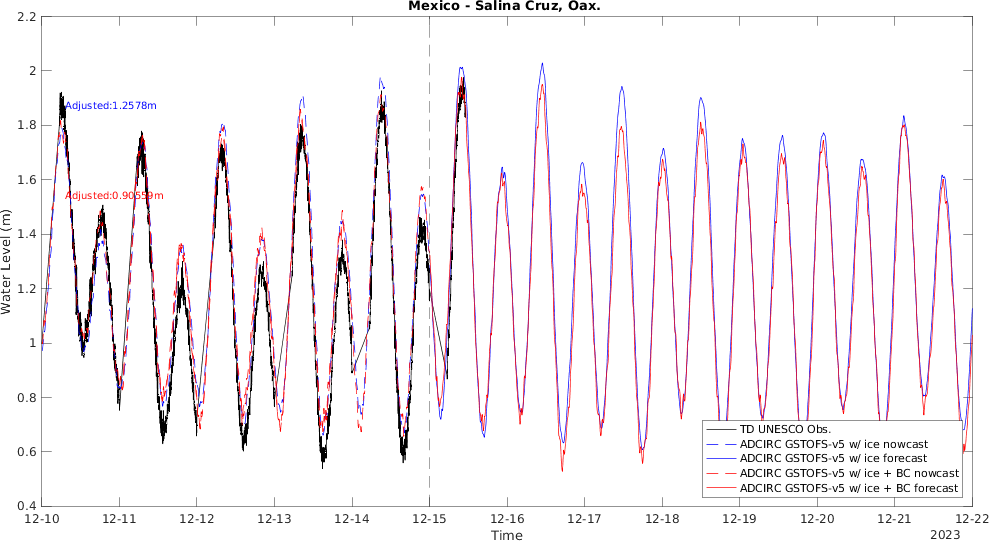 Mexico - Salina Cruz, Oax.
2.2
2
1.8
1.6
1.4
1.2
1
0.8
0.6
0.4
Water Level (m)
Adjusted:1.2578m
Adjusted:0.90559m
TD UNESCO Obs.
ADCIRC GSTOFS-v5 w/ ice nowcast
ADCIRC GSTOFS-v5 w/ ice forecast
ADCIRC GSTOFS-v5 w/ ice + BC nowcast
ADCIRC GSTOFS-v5 w/ ice + BC forecast
12-10 12-11 12-12 12-13 12-14 12-15 12-16 12-17 12-18 12-19 12-20 12-21 12-22
Time
2023